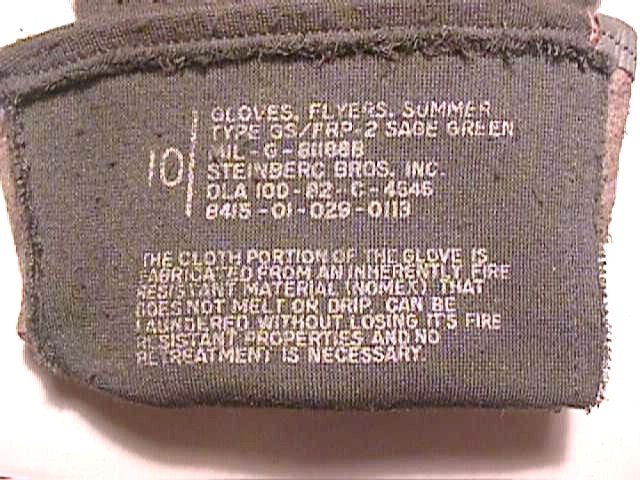 GLOVES, FLYERS, SUMMER
TYPE GS/FRP-2 SAGE GREEN
10/
MIL-G-81188B
STEINBERG BROS. INC.
DLA 100-82-C-4646
8415-01-029-0113
THE CLOTH PORTION OF THE GLOVE IS
FABRICATED FROM AN INHERENTLY FIRE
RESISTANT MATERIAL (NOMEX) THAT
DOES NOT MELT OR DRIP. CAN BE
LAUNDERED WITHOUT LOSING IT'S FIRE
RESISTANT PROPERTIES AND NO
RETREATMENT IS NECESSARY.